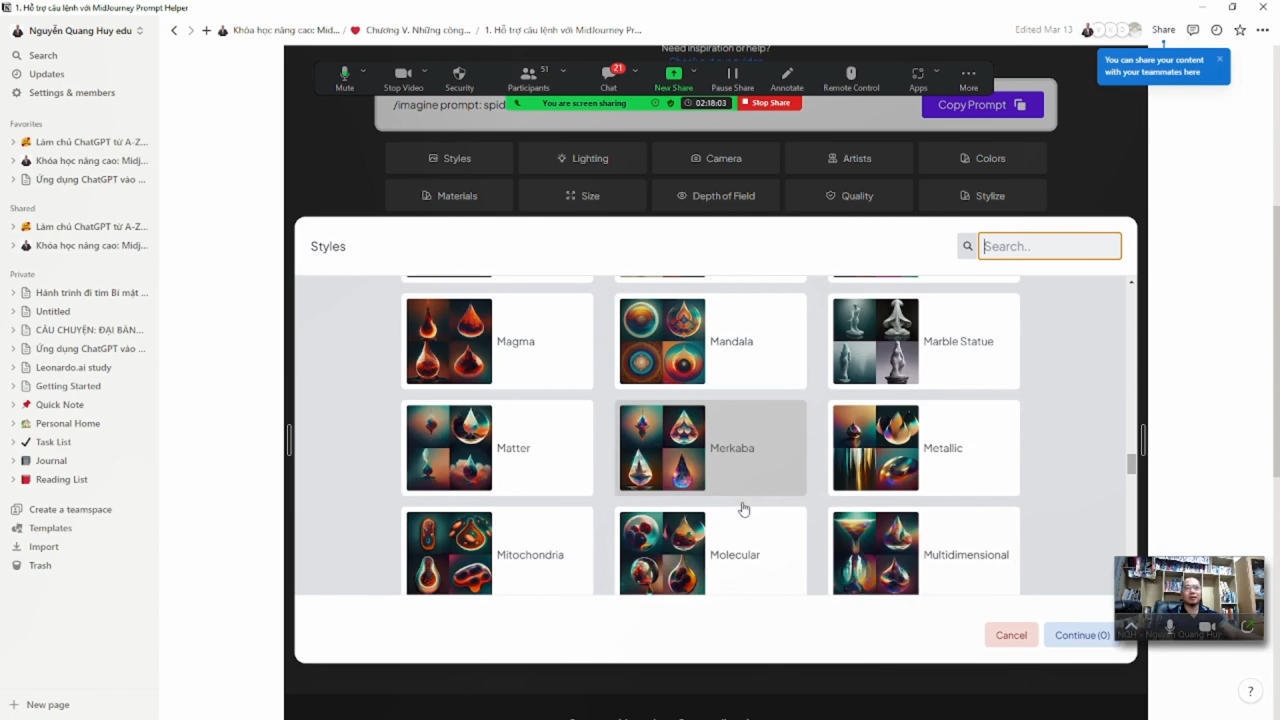 1. Hỗ trợ câu lệnh với MidJourney Prompt Helper
Nguyễn Quang Huy edu
Khóa học nâng cao: Mid... / Chương V. Những công... / 1. Hỗ trợ câu lệnh với MidJourney Pr...
Edited Mar 13
Share
You can share your content
with your teammates here
Search
Updates
Settings & members
Favorites
Làm chủ ChatGPT từ A-Z...
Khóa học nâng cao: Midj...
Ứng dụng ChatGPT vào ...
Shared
Làm chủ ChatGPT từ A-Z...
Khóa học nâng cao: Midj...
Private
Hành trình đi tìm Bí mật ...
Untitled
CÂU CHUYỆN: ĐẠI BÀN...
Ứng dụng ChatGPT vào ...
Leonardo.ai study
Getting Started
Quick Note
Personal Home
Task List
Journal
Reading List
Create a teamspace
Templates
Import
Trash
New page
Need inspiration or help?
Mute
Stop Video
Security
Participants
51
Chat
21
New Share
Pause Share
Annotate
Remote Control
Apps
More
You are screen sharing
02:18:03
Stop Share
/imagine prompt: spid
Copy Prompt
Styles
Lighting
Camera
Artists
Colors
Materials
Size
Depth of Field
Quality
Stylize
Styles
Search..
Magma
Mandala
Marble Statue
Matter
Merkaba
Metallic
Mitochondria
Molecular
Multidimensional
Cancel
Continue (0)
NQH - Nguyễn Quang Huy
?